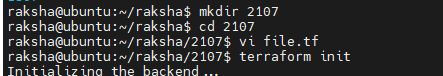 raksha@ubuntu:~/raksha$ mkdir 2107
raksha@ubuntu:~/raksha$ cd 2107
raksha@ubuntu:~/raksha/2107$ vi file.tf
raksha@ubuntu:~/raksha/2107$ terraform init
Initializing the backend...